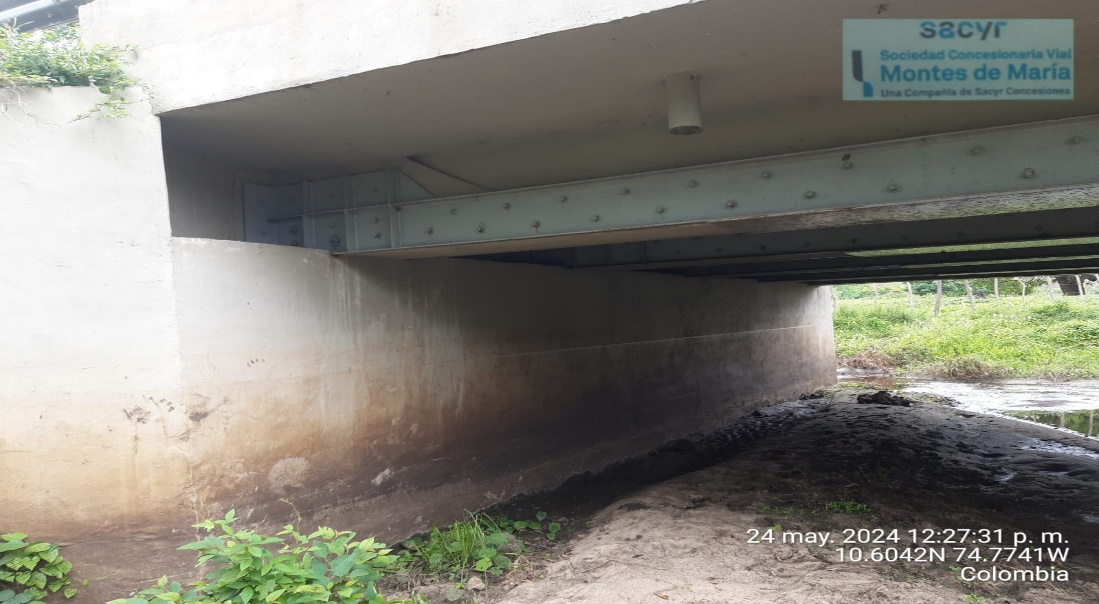 sacyr
Sociedad Concesionaria Vial
Montes de María
Una Compañía de Sacyr Concesiones
24 may. 2024 12:27:31 p. m.
10.6042N 74.7741W
Colombia